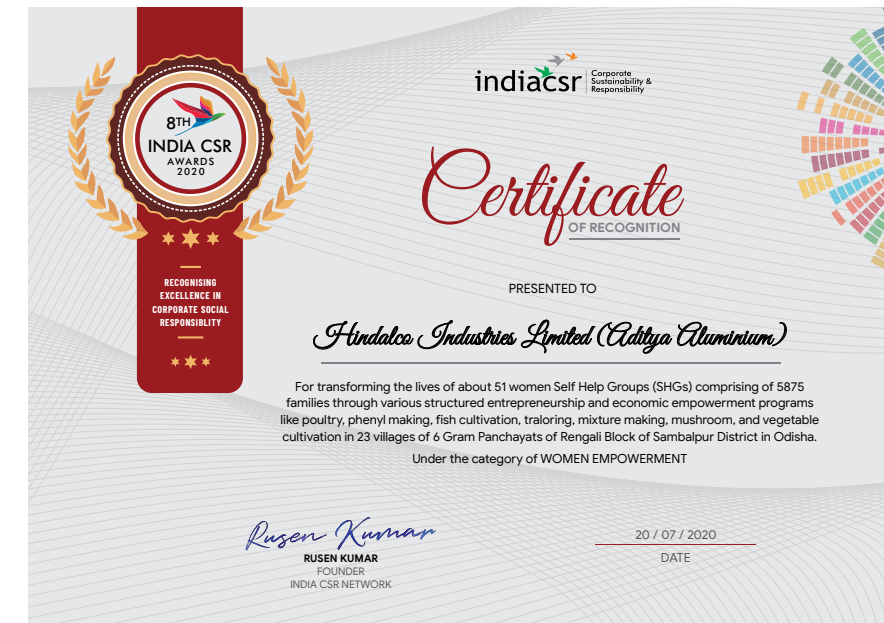 8TH
INDIA CSR
AWARDS
2020
RECOGNISING
EXCELLENCE IN
CORPORATE SOCIAL
RESPONSIBLITY
indiacsr
Corporate
Sustainability &
Responsibility
Certificate
OF RECOGNITION
PRESENTED TO
Hindalco Industries Limited (Aditya Aluminium)
For transforming the lives of about 51 women Self Help Groups (SHGs) comprising of 5875
families through various structured entrepreneurship and economic empowerment programs
like poultry, phenyl making, fish cultivation, traloring, mixture making, mushroom, and vegetable
cultivation in 23 villages of 6 Gram Panchayats of Rengali Block of Sambalpur District in Odisha.
Under the category of WOMEN EMPOWERMENT
Rusen Kumar
RUSEN KUMAR
FOUNDER
INDIA CSR NETWORK
20 / 07 / 2020
DATE